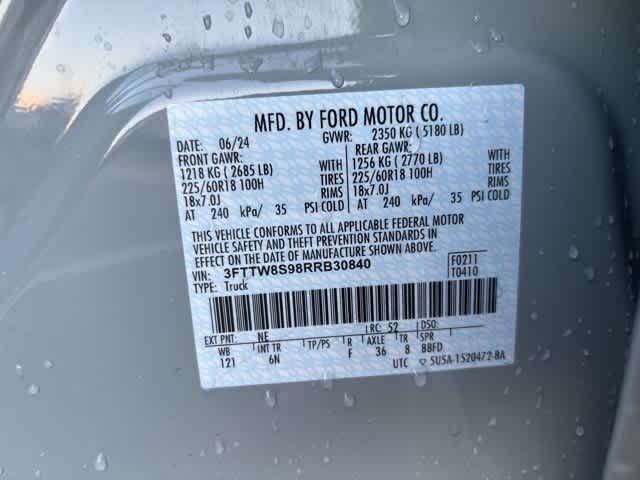 MFD. BY FORD MOTOR CO.
DATE: 06/24 GVWR: 2350 KG ( 5180 LB)
FRONT GAWR: REAR GAWR:
1218 KG ( 2685 LB) WITH 1256 KG ( 2770 LB) WITH
225/60R18 100H TIRES 225/60R18 100H TIRES
18x7.0J RIMS 18x7.0J RIMS
AT 240 kPa/ 35 PSI COLD AT 240 kPa/ 35 PSI COLD
THIS VEHICLE CONFORMS TO ALL APPLICABLE FEDERAL MOTOR
VEHICLE SAFETY AND THEFT PREVENTION STANDARDS IN
EFFECT ON THE DATE OF MANUFACTURE SHOWN ABOVE.
VIN: 3FTTW8S98RRB30840 F0211
TYPE: Truck T0410
EXT PNT: NE RC: 52 DSO:
WB INT TR TP/PS R AXLE TR SPR
121 6N F 36 8 BBFD
UTC 5U5A-1520472-BA